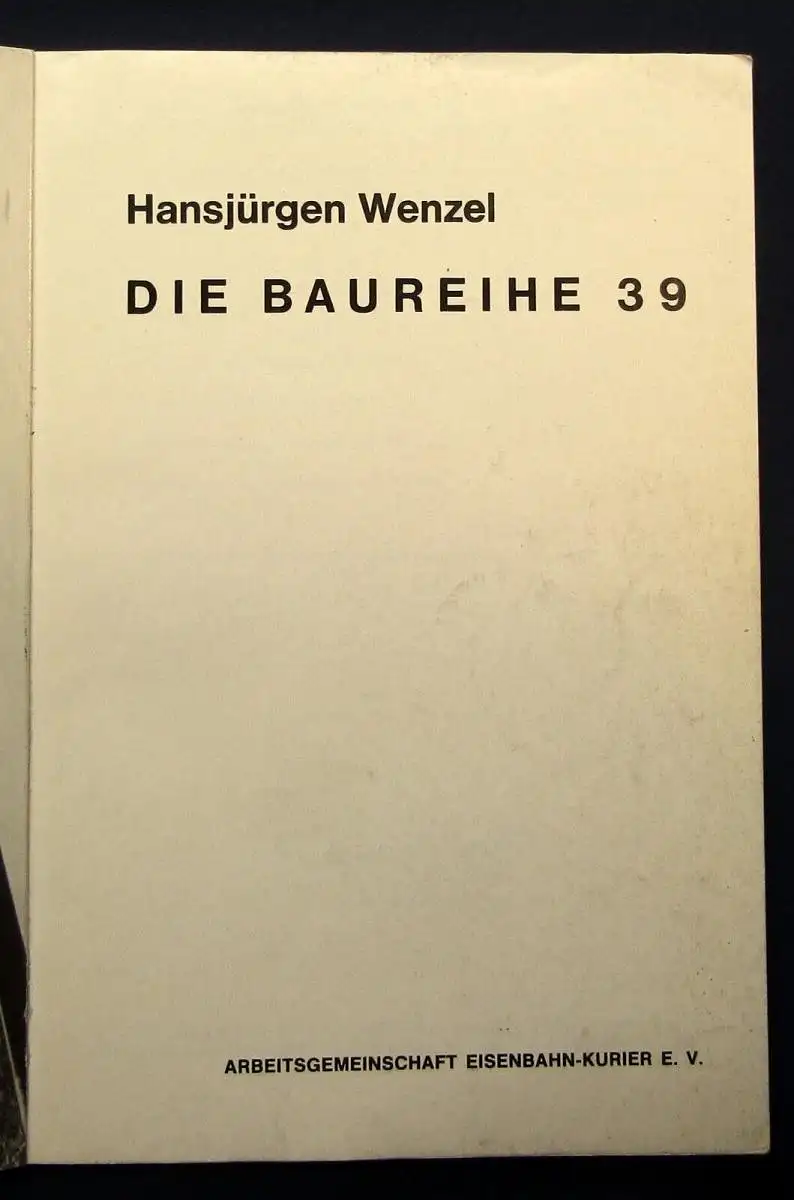 Hansjürgen Wenzel
DIE BAUREIHE 39
ARBEITSGEMEINSCHAFT EISENBAHN-KURIER E. V.